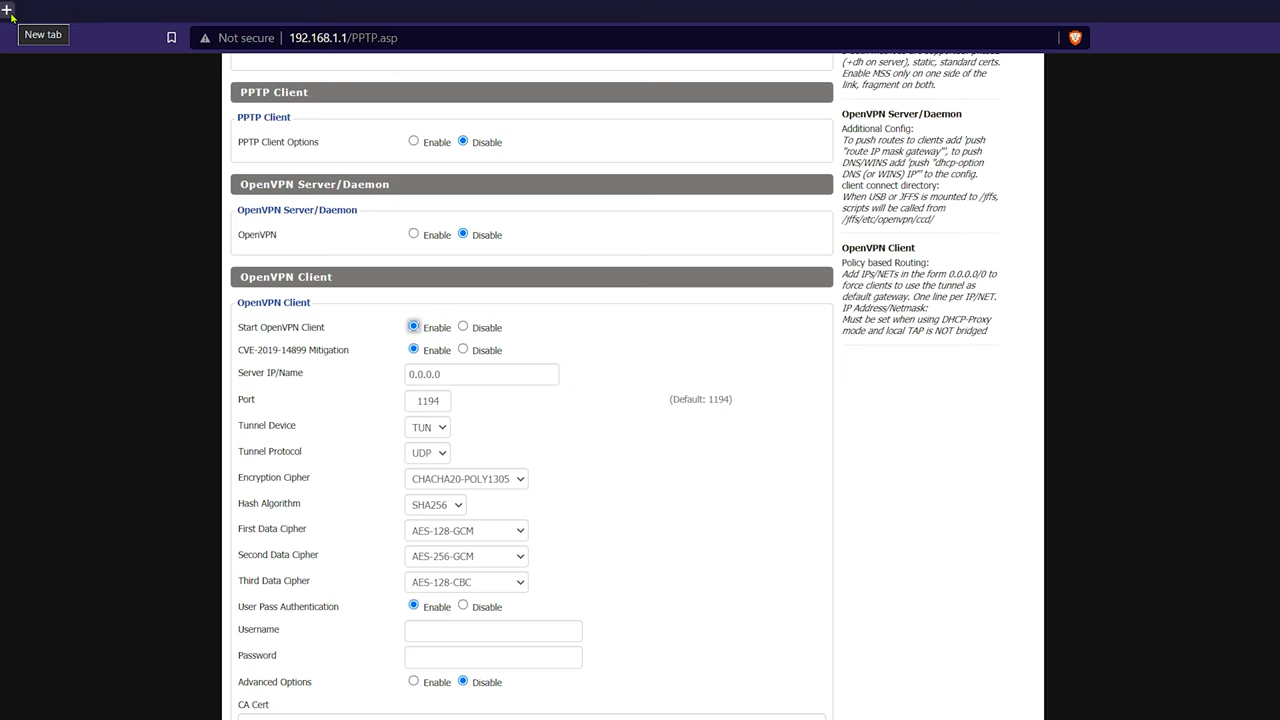 New tab
Not secure 192.168.1.1/PPTP.asp
PPTP Client
PPTP Client
PPTP Client Options Enable Disable
OpenVPN Server/Daemon
OpenVPN Server/Daemon
OpenVPN Enable Disable
OpenVPN Client
OpenVPN Client
Start OpenVPN Client Enable Disable
CVE-2019-14899 Mitigation Enable Disable
Server IP/Name 0.0.0.0
Port 1194 (Default: 1194)
Tunnel Device TUN
Tunnel Protocol UDP
Encryption Cipher CHACHA20-POLY1305
Hash Algorithm SHA256
First Data Cipher AES-128-GCM
Second Data Cipher AES-256-GCM
Third Data Cipher AES-128-CBC
User Pass Authentication Enable Disable
Username
Password
Advanced Options Enable Disable
CA Cert
(+dh on server), static, standard certs.
Enable MSS only on one side of the
link, fragment on both.
OpenVPN Server/Daemon
Additional Config:
To push routes to clients add 'push
"route IP mask gateway"', to push
DNS/WINS add 'push "dhcp-option
DNS (or WINS) IP"' to the config.
client connect directory:
When USB or JFFS is mounted to /jffs,
scripts will be called from
/jffs/etc/openvpn/ccd/
OpenVPN Client
Policy based Routing:
Add IPs/NETs in the form 0.0.0.0/0 to
force clients to use the tunnel as
default gateway. One line per IP/NET.
IP Address/Netmask:
Must be set when using DHCP-Proxy
mode and local TAP is NOT bridged